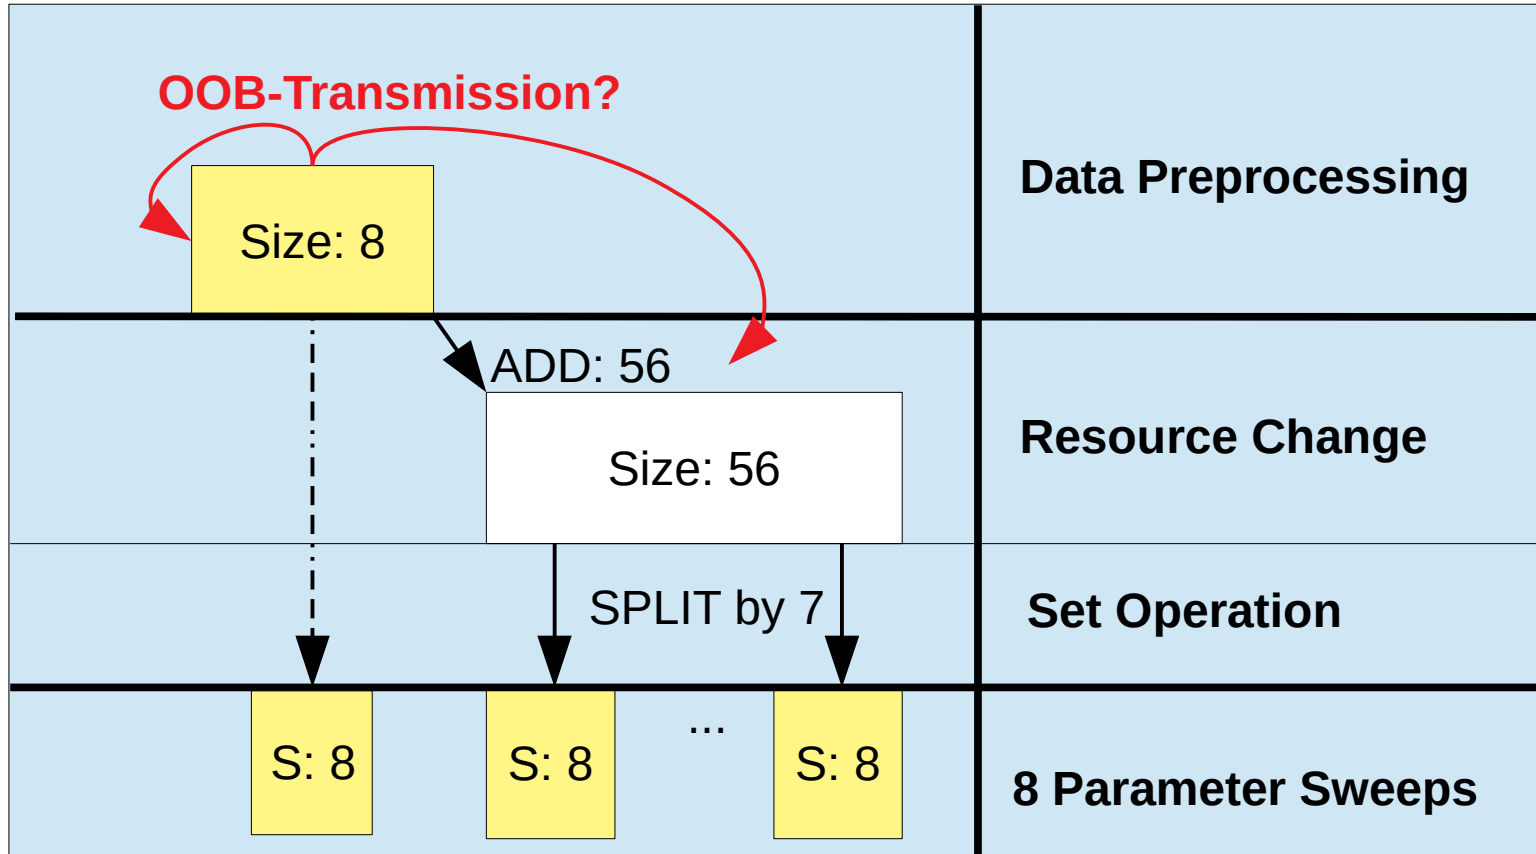 OOB-Transmission?
Size: 8
Data Preprocessing
ADD: 56
Size: 56
Resource Change
SPLIT by 7
Set Operation
S: 8
S: 8
...
S: 8
8 Parameter Sweeps